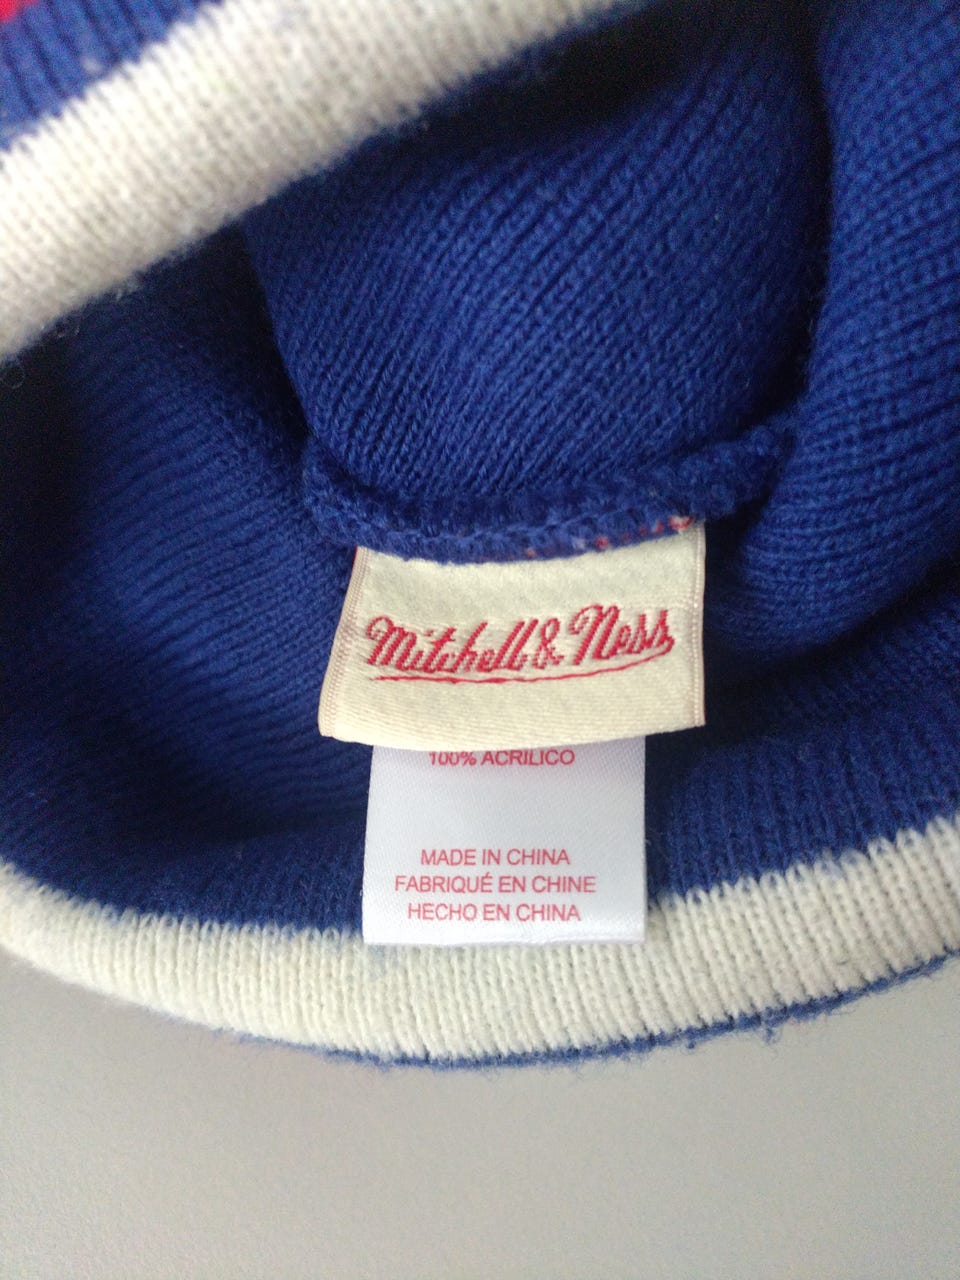 Mitchell & Ness
100% ACRILICO
MADE IN CHINA
FABRIQUÉ EN CHINE
HECHO EN CHINA